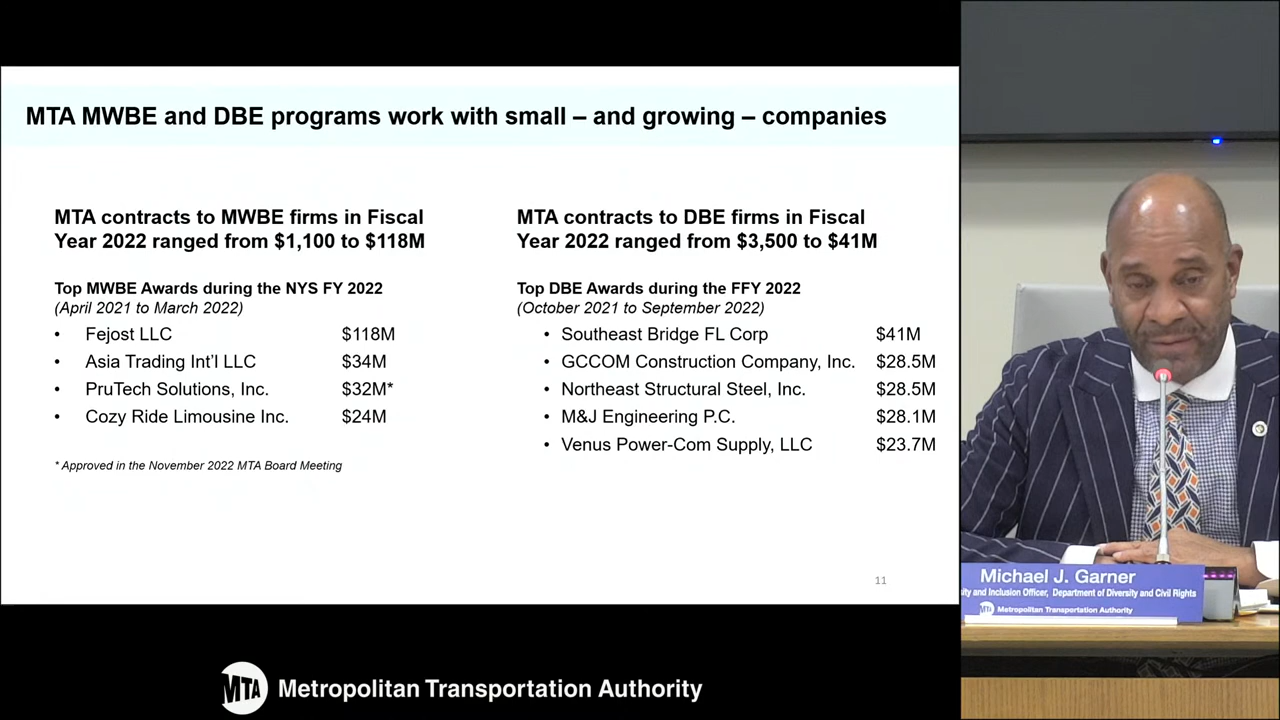 MTA MWBE and DBE programs work with small – and growing – companies
MTA contracts to MWBE firms in Fiscal
Year 2022 ranged from $1,100 to $118M
Top MWBE Awards during the NYS FY 2022
(April 2021 to March 2022)
• Fejost LLC $118M
• Asia Trading Int'l LLC $34M
• PruTech Solutions, Inc. $32M*
• Cozy Ride Limousine Inc. $24M
* Approved in the November 2022 MTA Board Meeting
MTA contracts to DBE firms in Fiscal
Year 2022 ranged from $3,500 to $41M
Top DBE Awards during the FFY 2022
(October 2021 to September 2022)
• Southeast Bridge FL Corp $41M
• GCCOM Construction Company, Inc. $28.5M
• Northeast Structural Steel, Inc. $28.5M
• M&J Engineering P.C. $28.1M
• Venus Power-Com Supply, LLC $23.7M
11
MTA Metropolitan Transportation Authority
Michael J. Garner
ity and Inclusion Officer, Department of Diversity and Civil Rights
MTA Metropolitan Transportation Authority